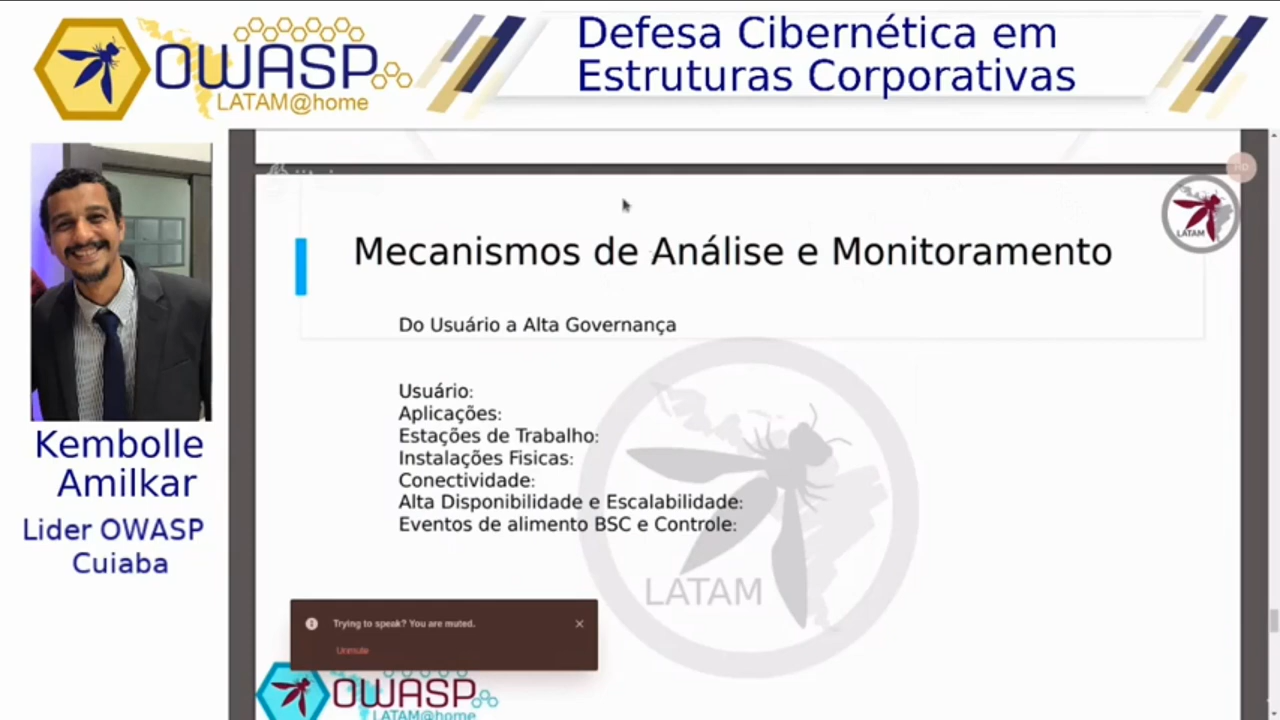 OWASP
LATAM@home
Defesa Cibernética em
Estruturas Corporativas
HD
LATAM
Mecanismos de Análise e Monitoramento
Do Usuário a Alta Governança
Usuário:
Aplicações:
Estações de Trabalho:
Instalações Fisicas:
Conectividade:
Alta Disponibilidade e Escalabilidade:
Eventos de alimento BSC e Controle:
LATAM
Kembolle
Amilkar
Lider OWASP
Cuiaba
Trying to speak? You are muted.
Unmute
OWASP
LATAM@home